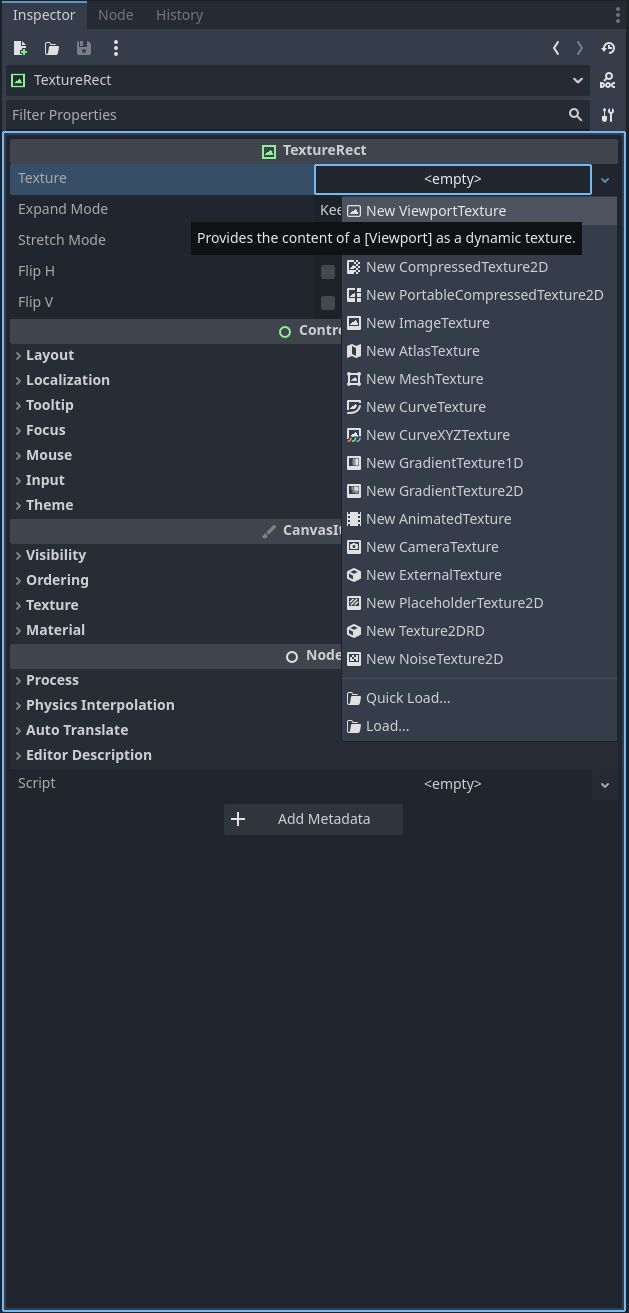 Inspector Node History
TextureRect
DOC
Filter Properties
TextureRect
Texture <empty>
Expand Mode Kee
New ViewportTexture
Stretch Mode
Provides the content of a [Viewport] as a dynamic texture.
Flip H
New CompressedTexture2D
Flip V
New PortableCompressedTexture2D
Contro
New ImageTexture
Layout
New AtlasTexture
Localization
New MeshTexture
Tooltip
New CurveTexture
Focus
New CurveXYZTexture
Mouse
New GradientTexture1D
Input
New GradientTexture2D
Theme
New AnimatedTexture
CanvasIt
New CameraTexture
Visibility
New ExternalTexture
Ordering
New PlaceholderTexture2D
Texture
New Texture2DRD
Material
New NoiseTexture2D
Node
Process
Quick Load...
Physics Interpolation
Load...
Auto Translate
Editor Description
Script <empty>
Add Metadata